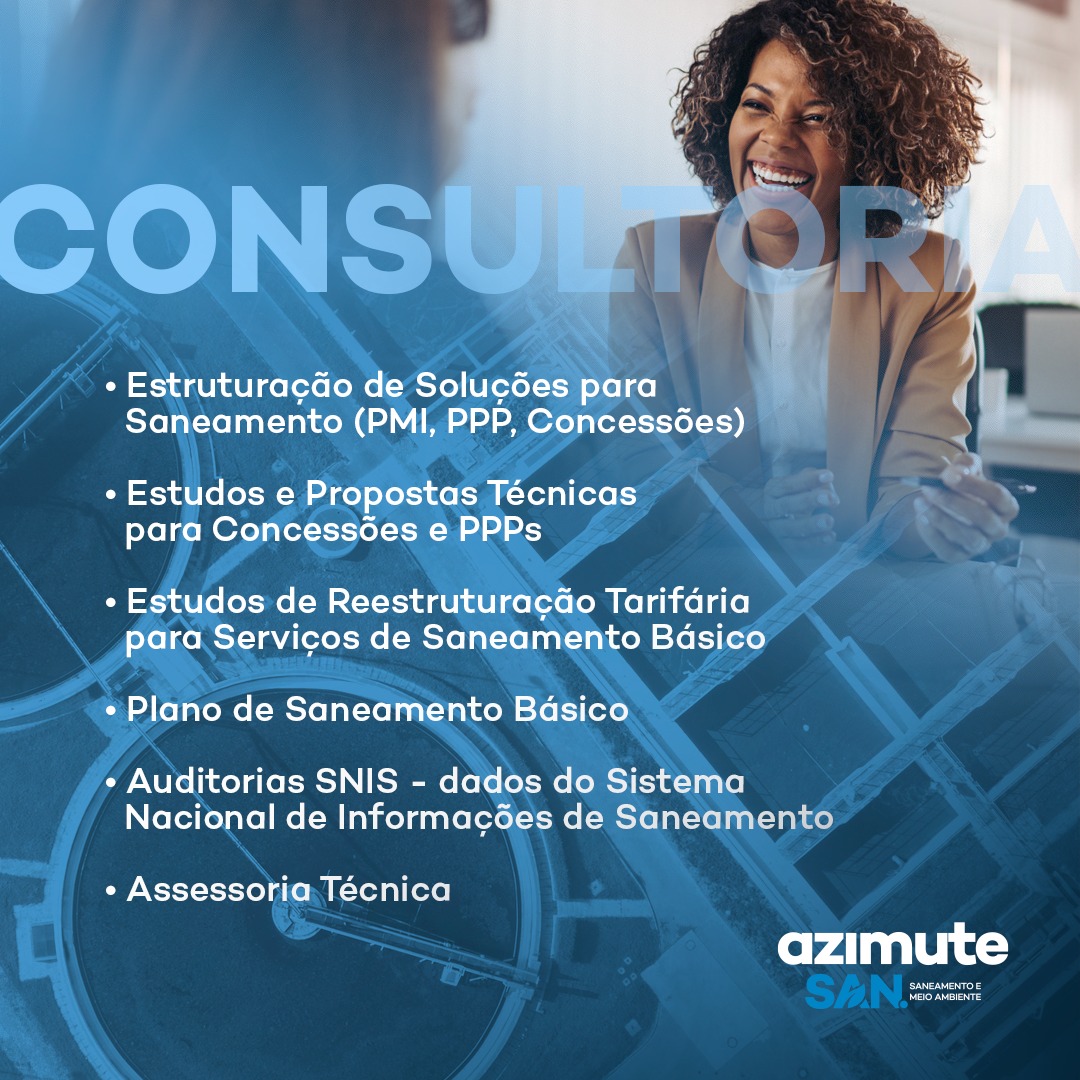 CONSULTORIA
• Estruturação de Soluções para
Saneamento (PMI, PPP, Concessões)
• Estudos e Propostas Técnicas
para Concessões e PPPs
• Estudos de Reestruturação Tarifária
para Serviços de Saneamento Básico
• Plano de Saneamento Básico
• Auditorias SNIS - dados do Sistema
Nacional de Informações de Saneamento
• Assessoria Técnica
azimute
SAN. SANEAMENTO E
MEIO AMBIENTE